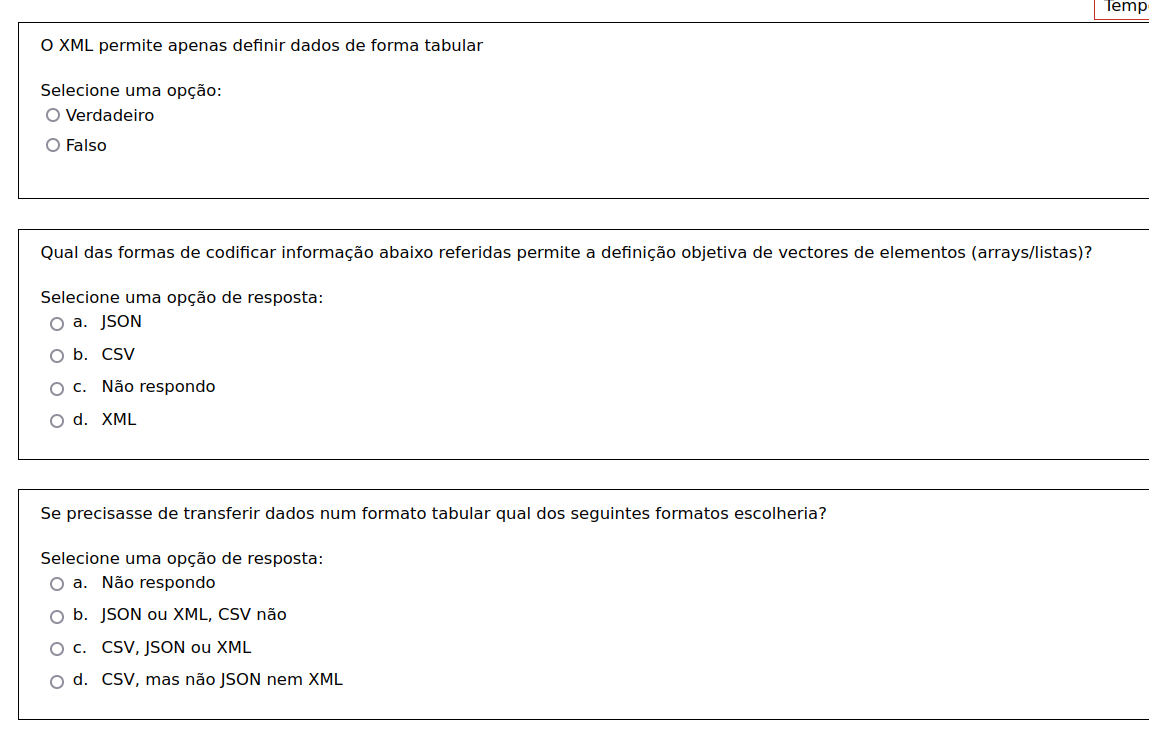 O XML permite apenas definir dados de forma tabular
Selecione uma opção:
Verdadeiro
Falso
Qual das formas de codificar informação abaixo referidas permite a definição objetiva de vectores de elementos (arrays/listas)?
Selecione uma opção de resposta:
a. JSON
b. CSV
c. Não respondo
d. XML
Se precisasse de transferir dados num formato tabular qual dos seguintes formatos escolheria?
Selecione uma opção de resposta:
a. Não respondo
b. JSON ou XML, CSV não
c. CSV, JSON ou XML
d. CSV, mas não JSON nem XML